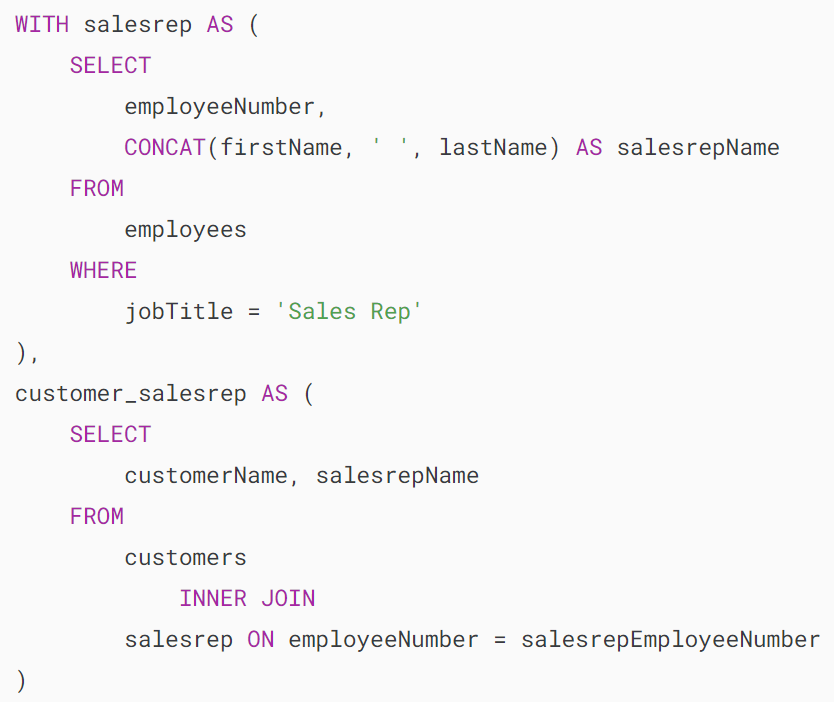 WITH salesrep AS (
    SELECT
        employeeNumber,
        CONCAT(firstName, ' ', lastName) AS salesrepName
    FROM
        employees
    WHERE
        jobTitle = 'Sales Rep'
),
customer_salesrep AS (
    SELECT
        customerName, salesrepName
    FROM
        customers
            INNER JOIN
        salesrep ON employeeNumber = salesrepEmployeeNumber
)